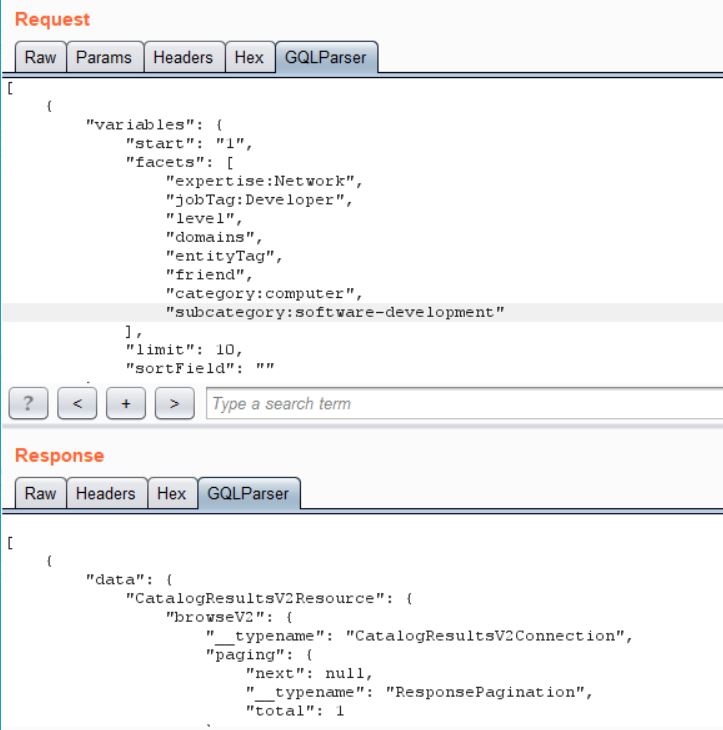 Request
Raw Params Headers Hex GQLParser
[
{
"variables": {
"start": "1",
"facets": [
"expertise:Network",
"jobTag:Developer",
"level",
"domains",
"entityTag",
"friend",
"category:computer",
"subcategory:software-development"
],
"limit": 10,
"sortField": ""
? < + > Type a search term
Response
Raw Headers Hex GQLParser
[
{
"data": {
"CatalogResultsV2Resource": {
"browseV2": {
"__typename": "CatalogResultsV2Connection",
"paging": {
"next": null,
"__typename": "ResponsePagination",
"total": 1